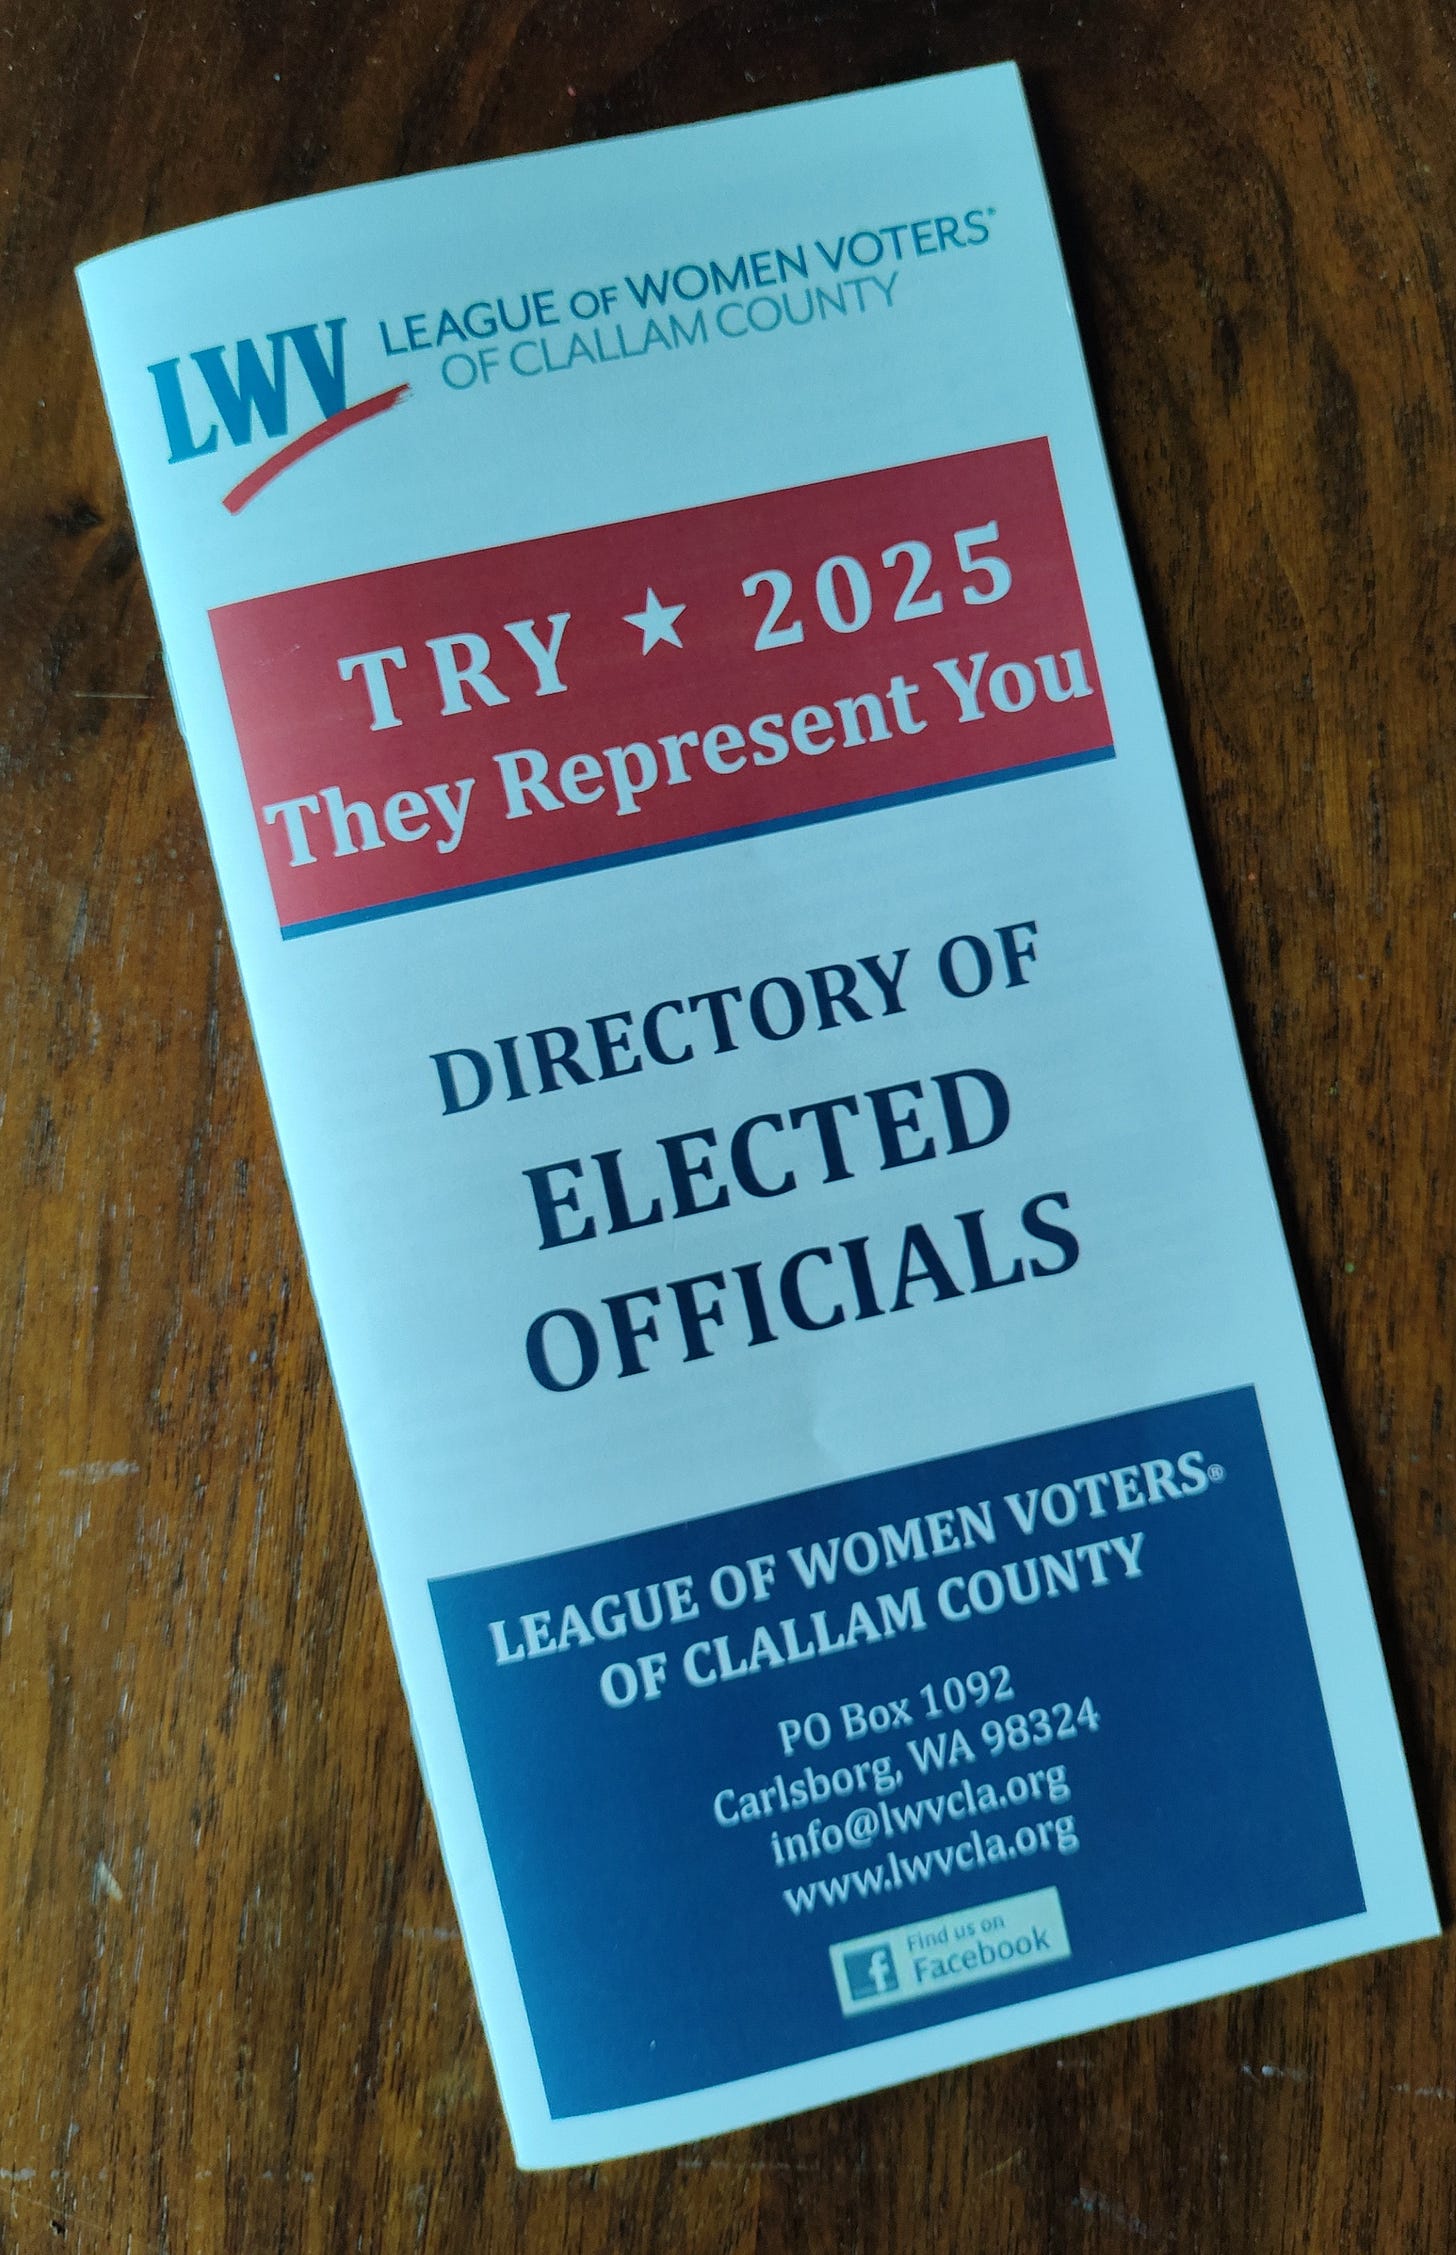 LWV LEAGUE OF WOMEN VOTERS®
OF CLALLAM COUNTY
TRY ★ 2025
They Represent You
DIRECTORY OF
ELECTED
OFFICIALS
LEAGUE OF WOMEN VOTERS®
OF CLALLAM COUNTY
PO Box 1092
Carlsborg, WA 98324
info@lwvcla.org
www.lwvcla.org
f Find us on
Facebook